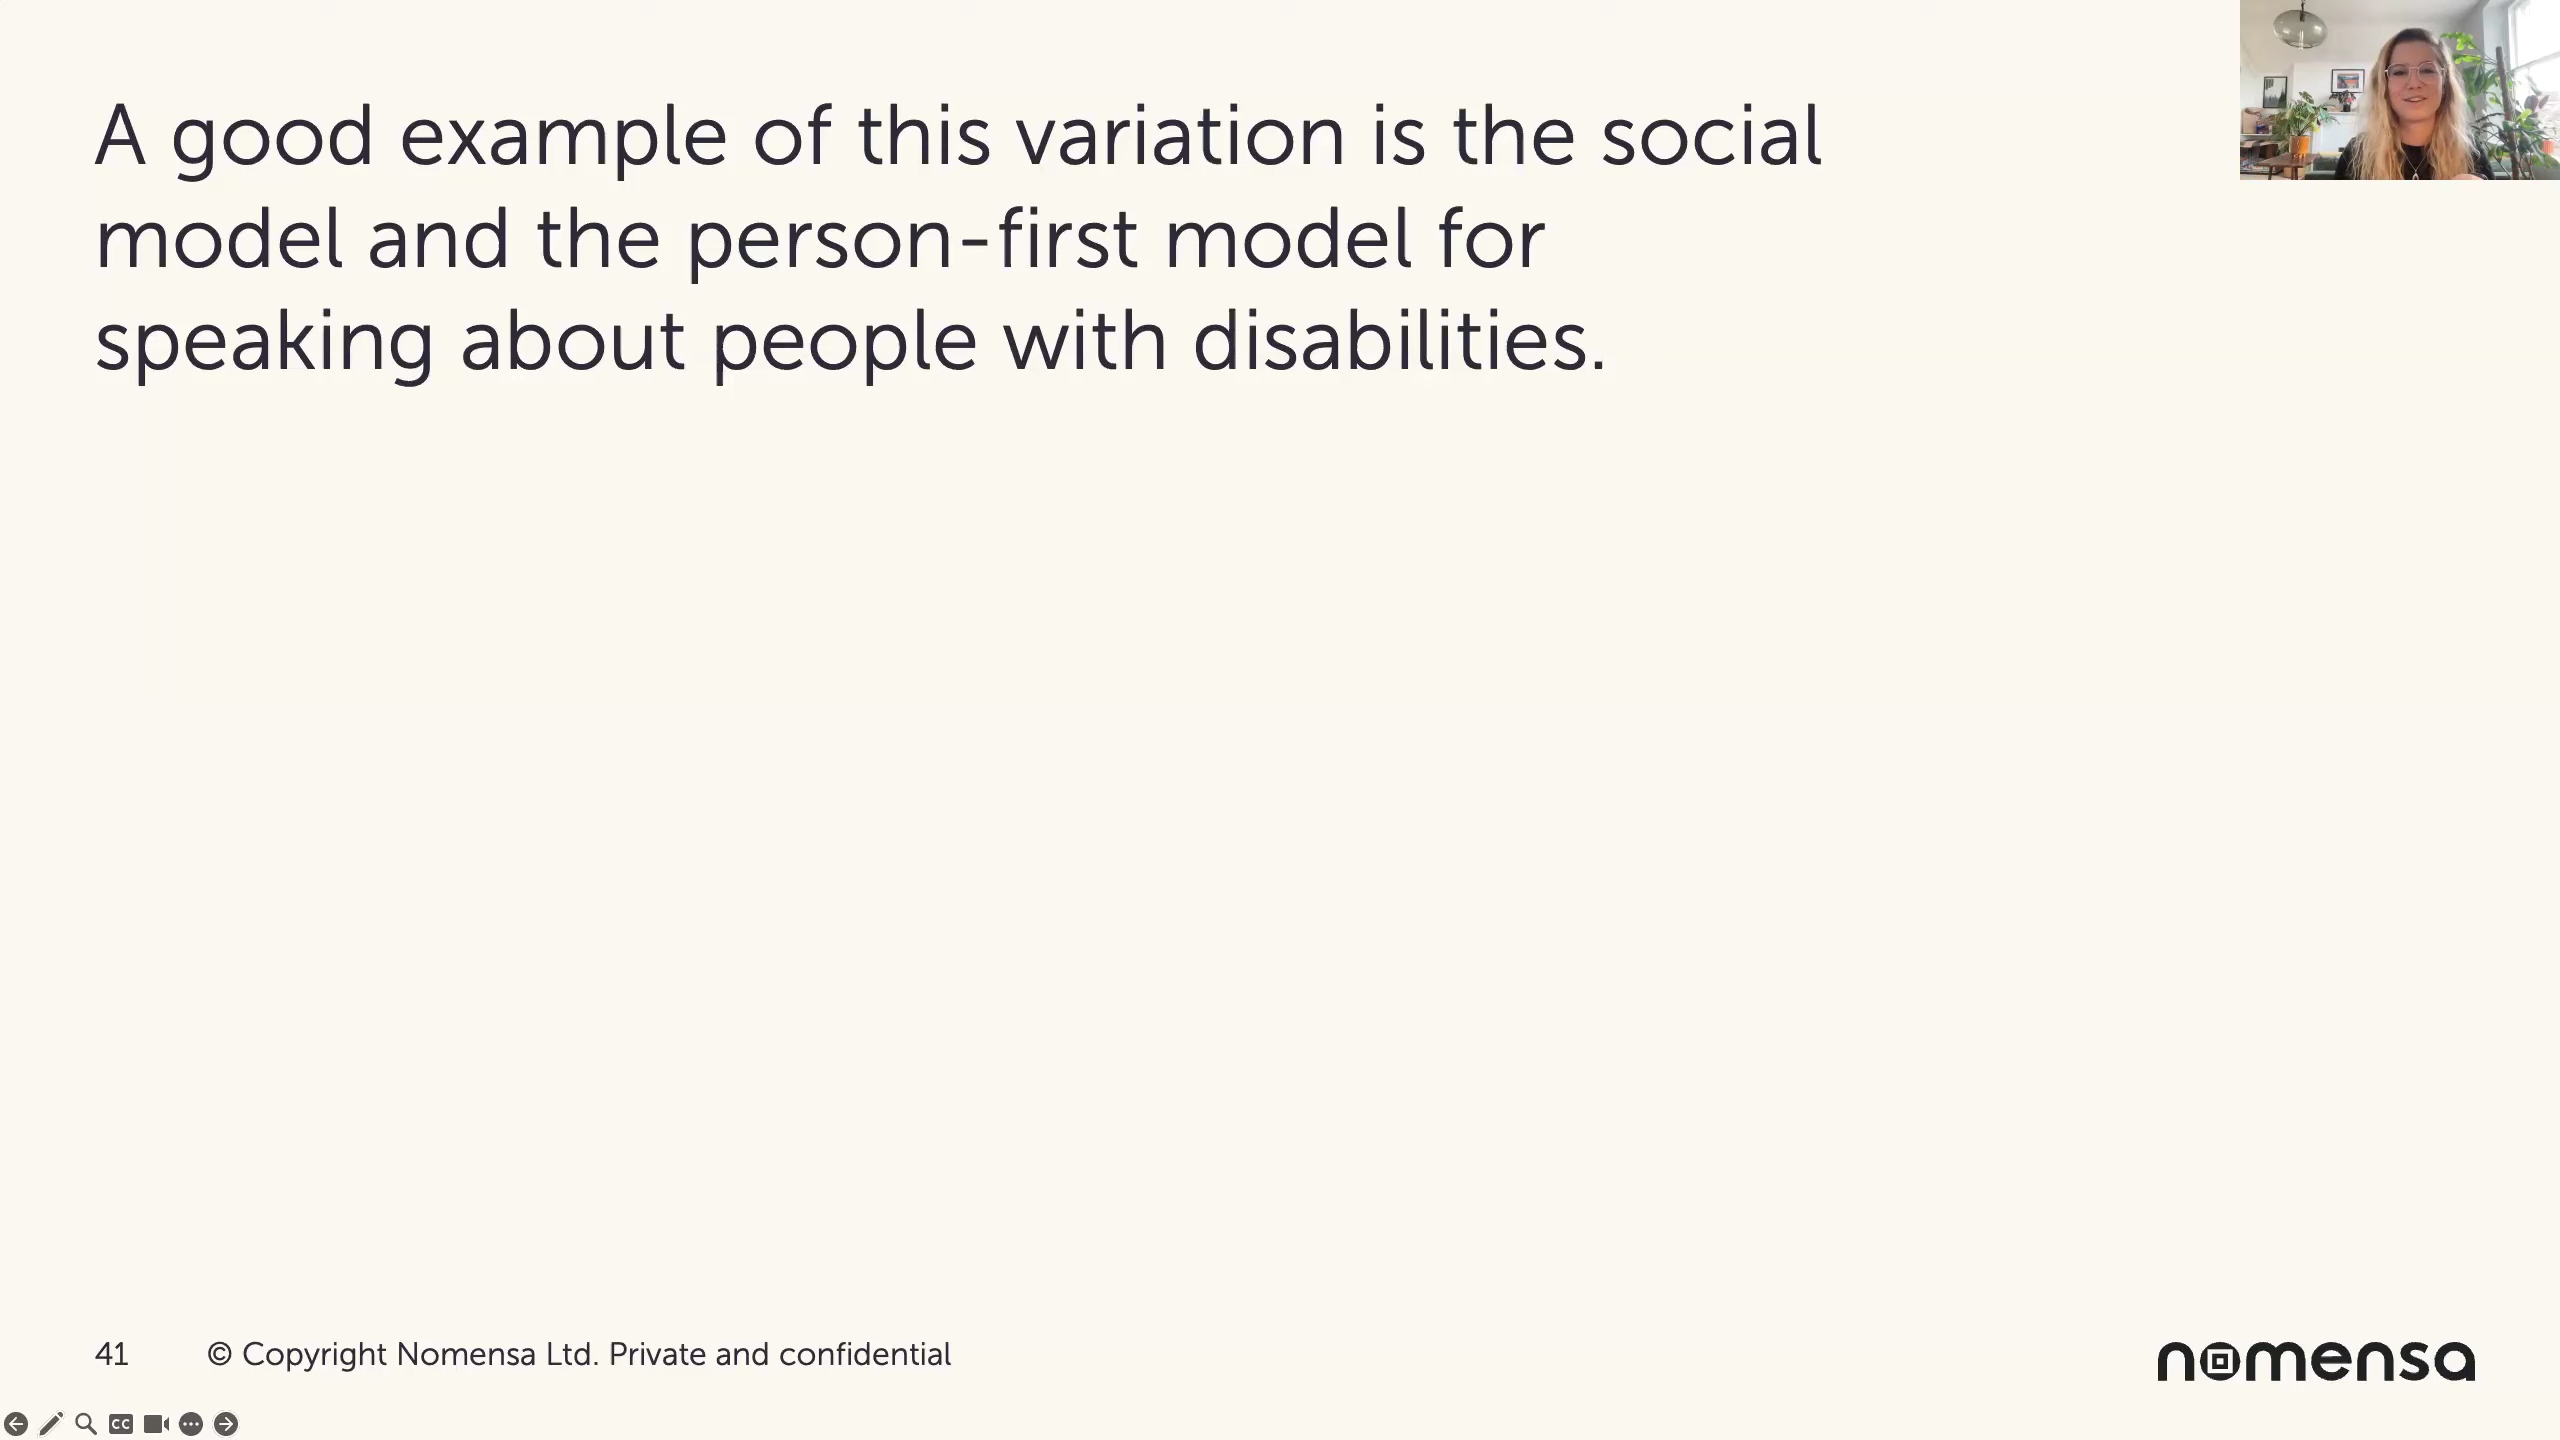 A good example of this variation is the social
model and the person-first model for
speaking about people with disabilities.
41 © Copyright Nomensa Ltd. Private and confidential
nomensa
CC